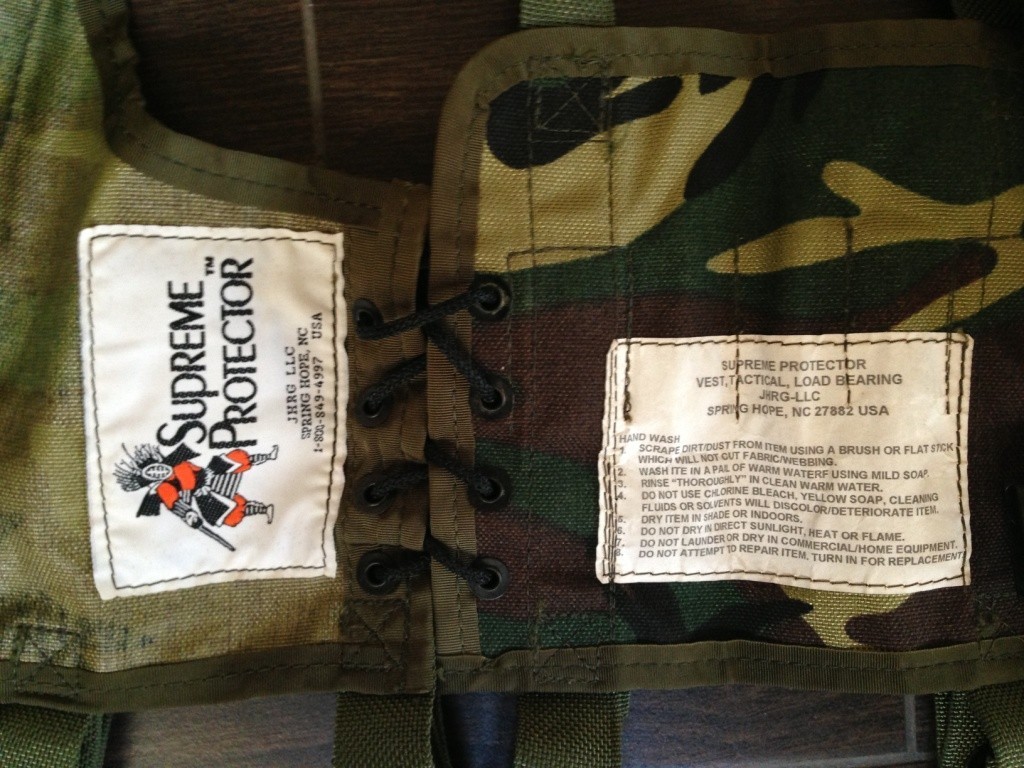 SUPREME
PROTECTOR™
JHRG LLC
SPRING HOPE, NC
1-800-849-4997 USA
SUPREME PROTECTOR
VEST,TACTICAL, LOAD BEARING
JHRG-LLC
SPRING HOPE, NC 27882 USA
HAND WASH
1. SCRAPE DIRT/DUST FROM ITEM USING A BRUSH OR FLAT STICK
WHICH WILL NOT CUT FABRIC/WEBBING.
2. WASH ITE IN A PAIL OF WARM WATERF USING MILD SOAP.
3. RINSE "THOROUGHLY" IN CLEAN WARM WATER.
4. DO NOT USE CHLORINE BLEACH, YELLOW SOAP, CLEANING
FLUIDS OR SOLVENTS WILL DISCOLOR/DETERIORATE ITEM.
5. DRY ITEM IN SHADE OR INDOORS.
6. DO NOT DRY IN DIRECT SUNLIGHT, HEAT OR FLAME.
7. DO NOT LAUNDER OR DRY IN COMMERCIAL/HOME EQUIPMENT.
8. DO NOT ATTEMPT TO REPAIR ITEM. TURN IN FOR REPLACEMENT